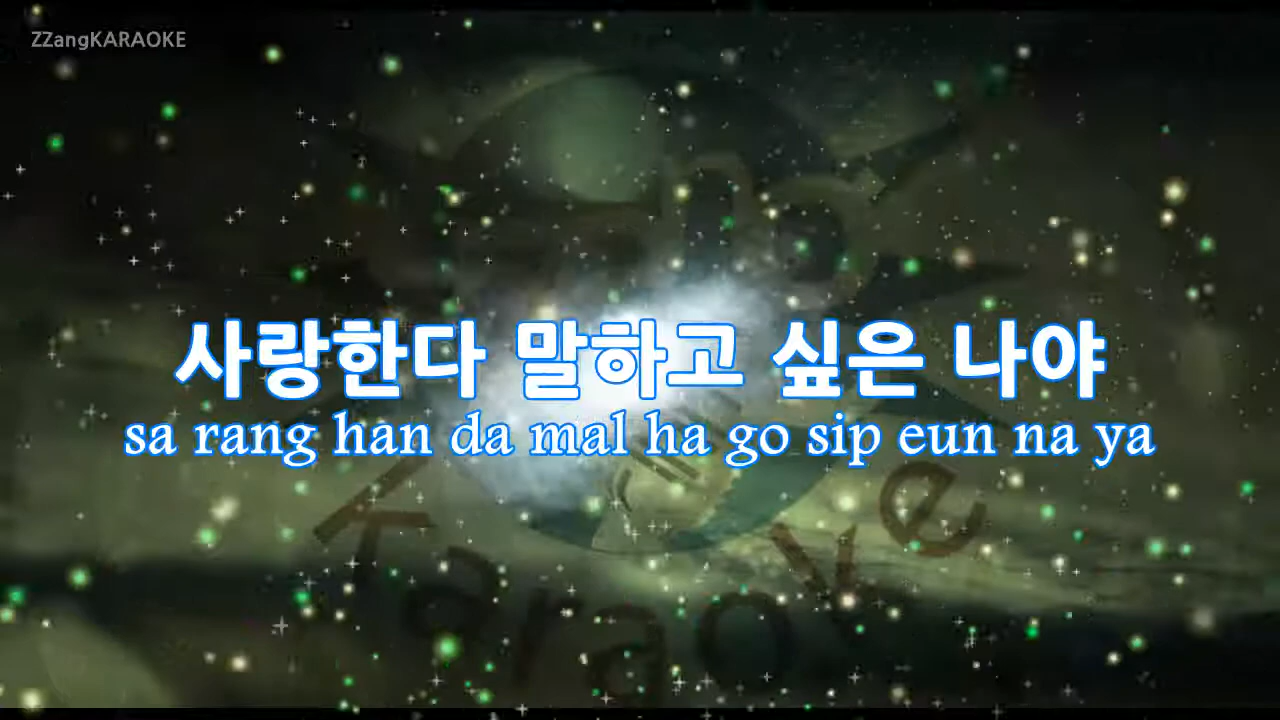 ZZangKARAOKE
사랑한다 말하고 싶은 나야
sa rang han da mal ha go sip eun na ya
Karaoke